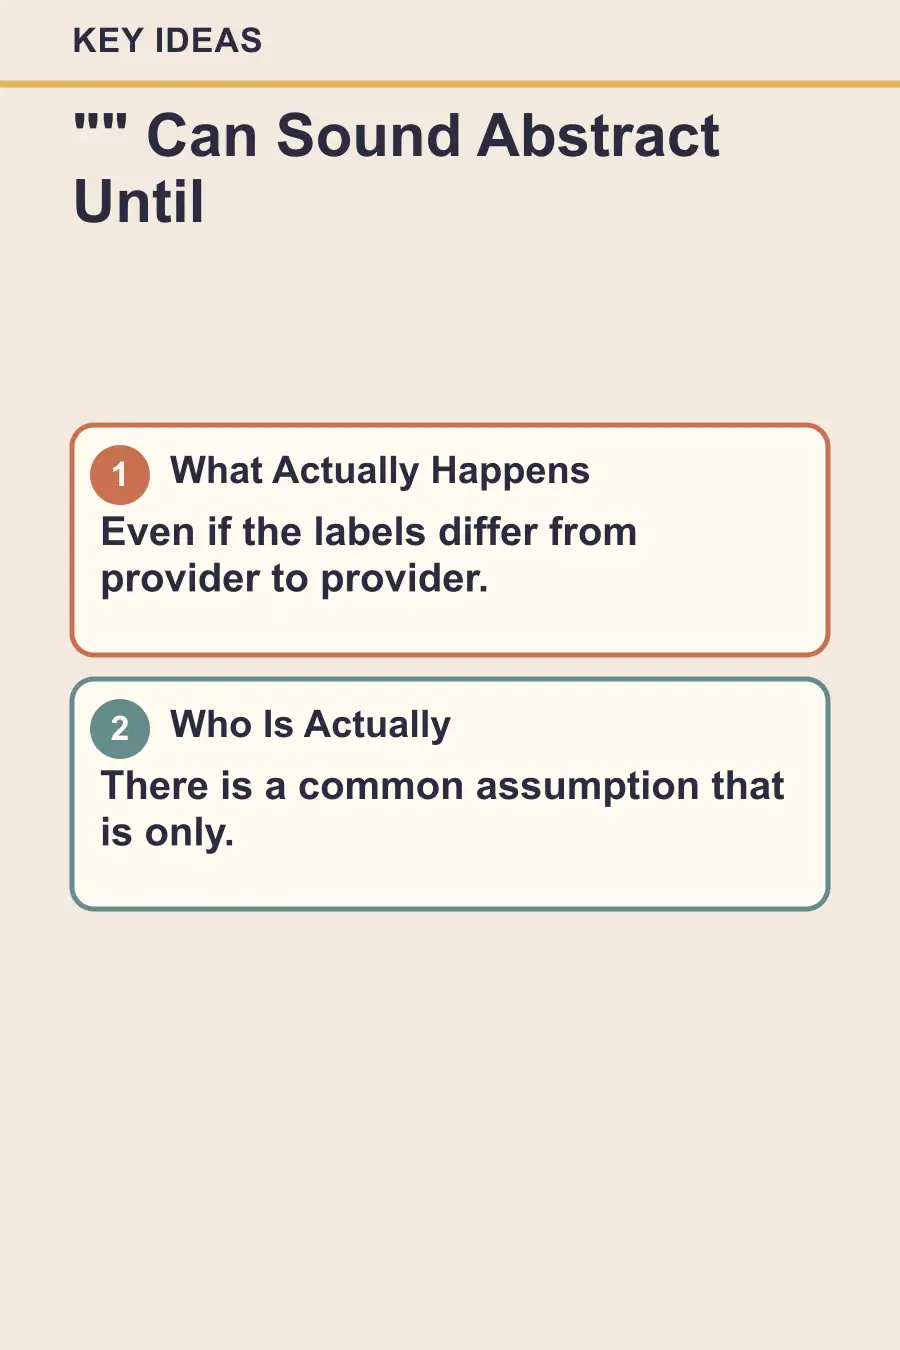 KEY IDEAS
"" Can Sound Abstract
Until
1 What Actually Happens
Even if the labels differ from
provider to provider.
2 Who Is Actually
There is a common assumption that
is only.